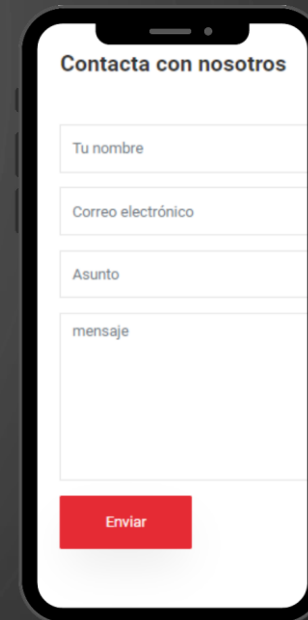 Contacta con nosotros
Tu nombre
Correo electrónico
Asunto
mensaje
Enviar